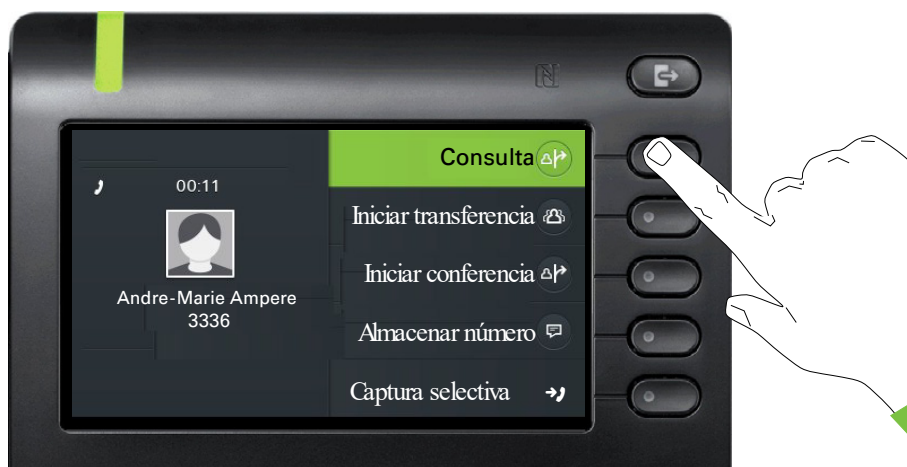 00:11
Andre-Marie Ampere
3336
Consulta
Iniciar transferencia
Iniciar conferencia
Almacenar número
Captura selectiva